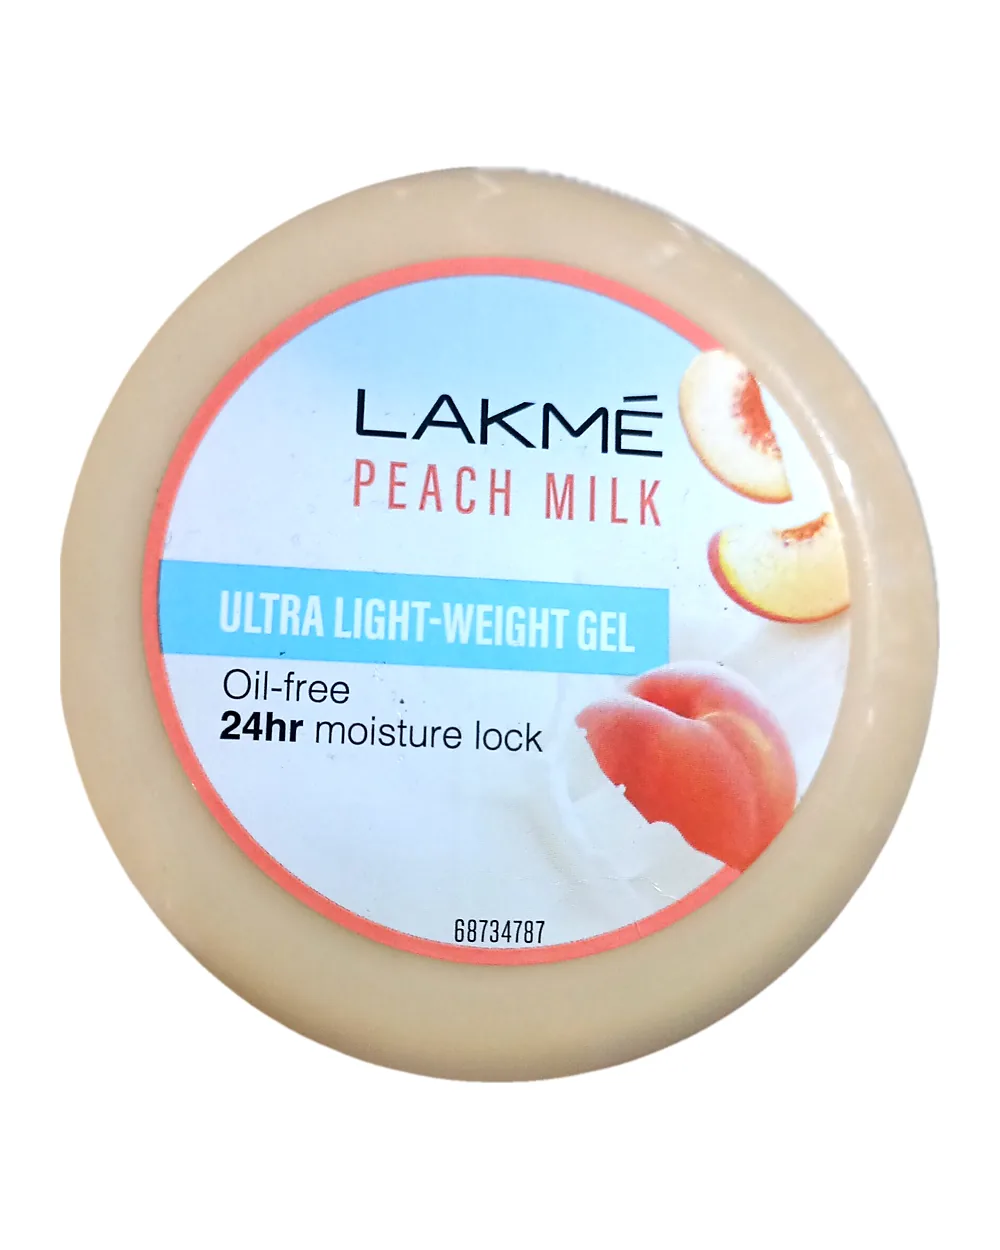 LAKMÉ
PEACH MILK
ULTRA LIGHT-WEIGHT GEL
Oil-free
24hr moisture lock
68734787